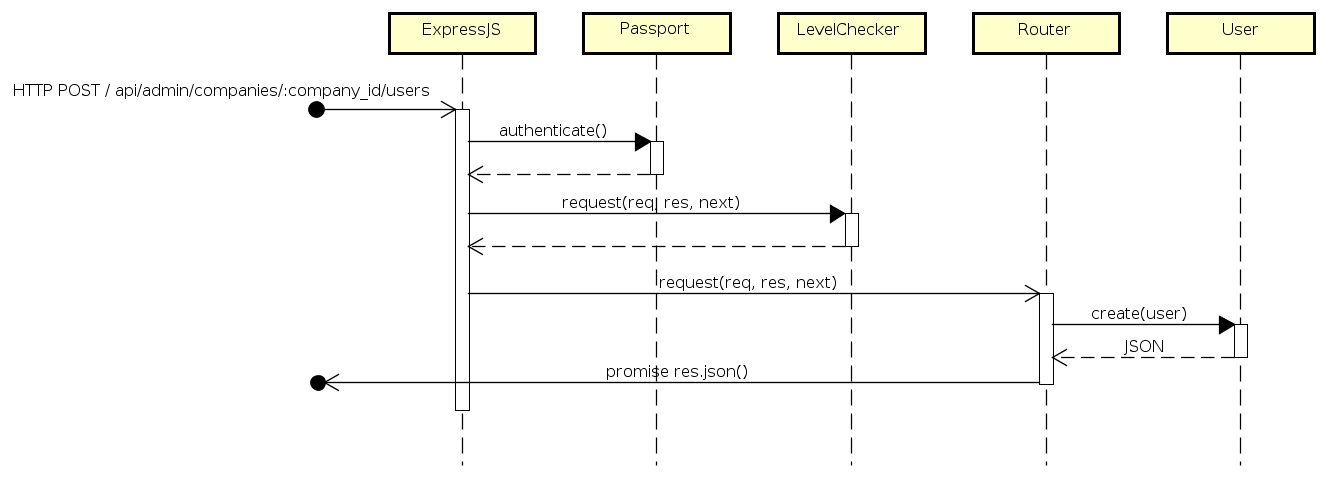 ExpressJS
Passport
LevelChecker
Router
User
HTTP POST / api/admin/companies/:company_id/users
authenticate()
request(req, res, next)
request(req, res, next)
create(user)
JSON
promise res.json()